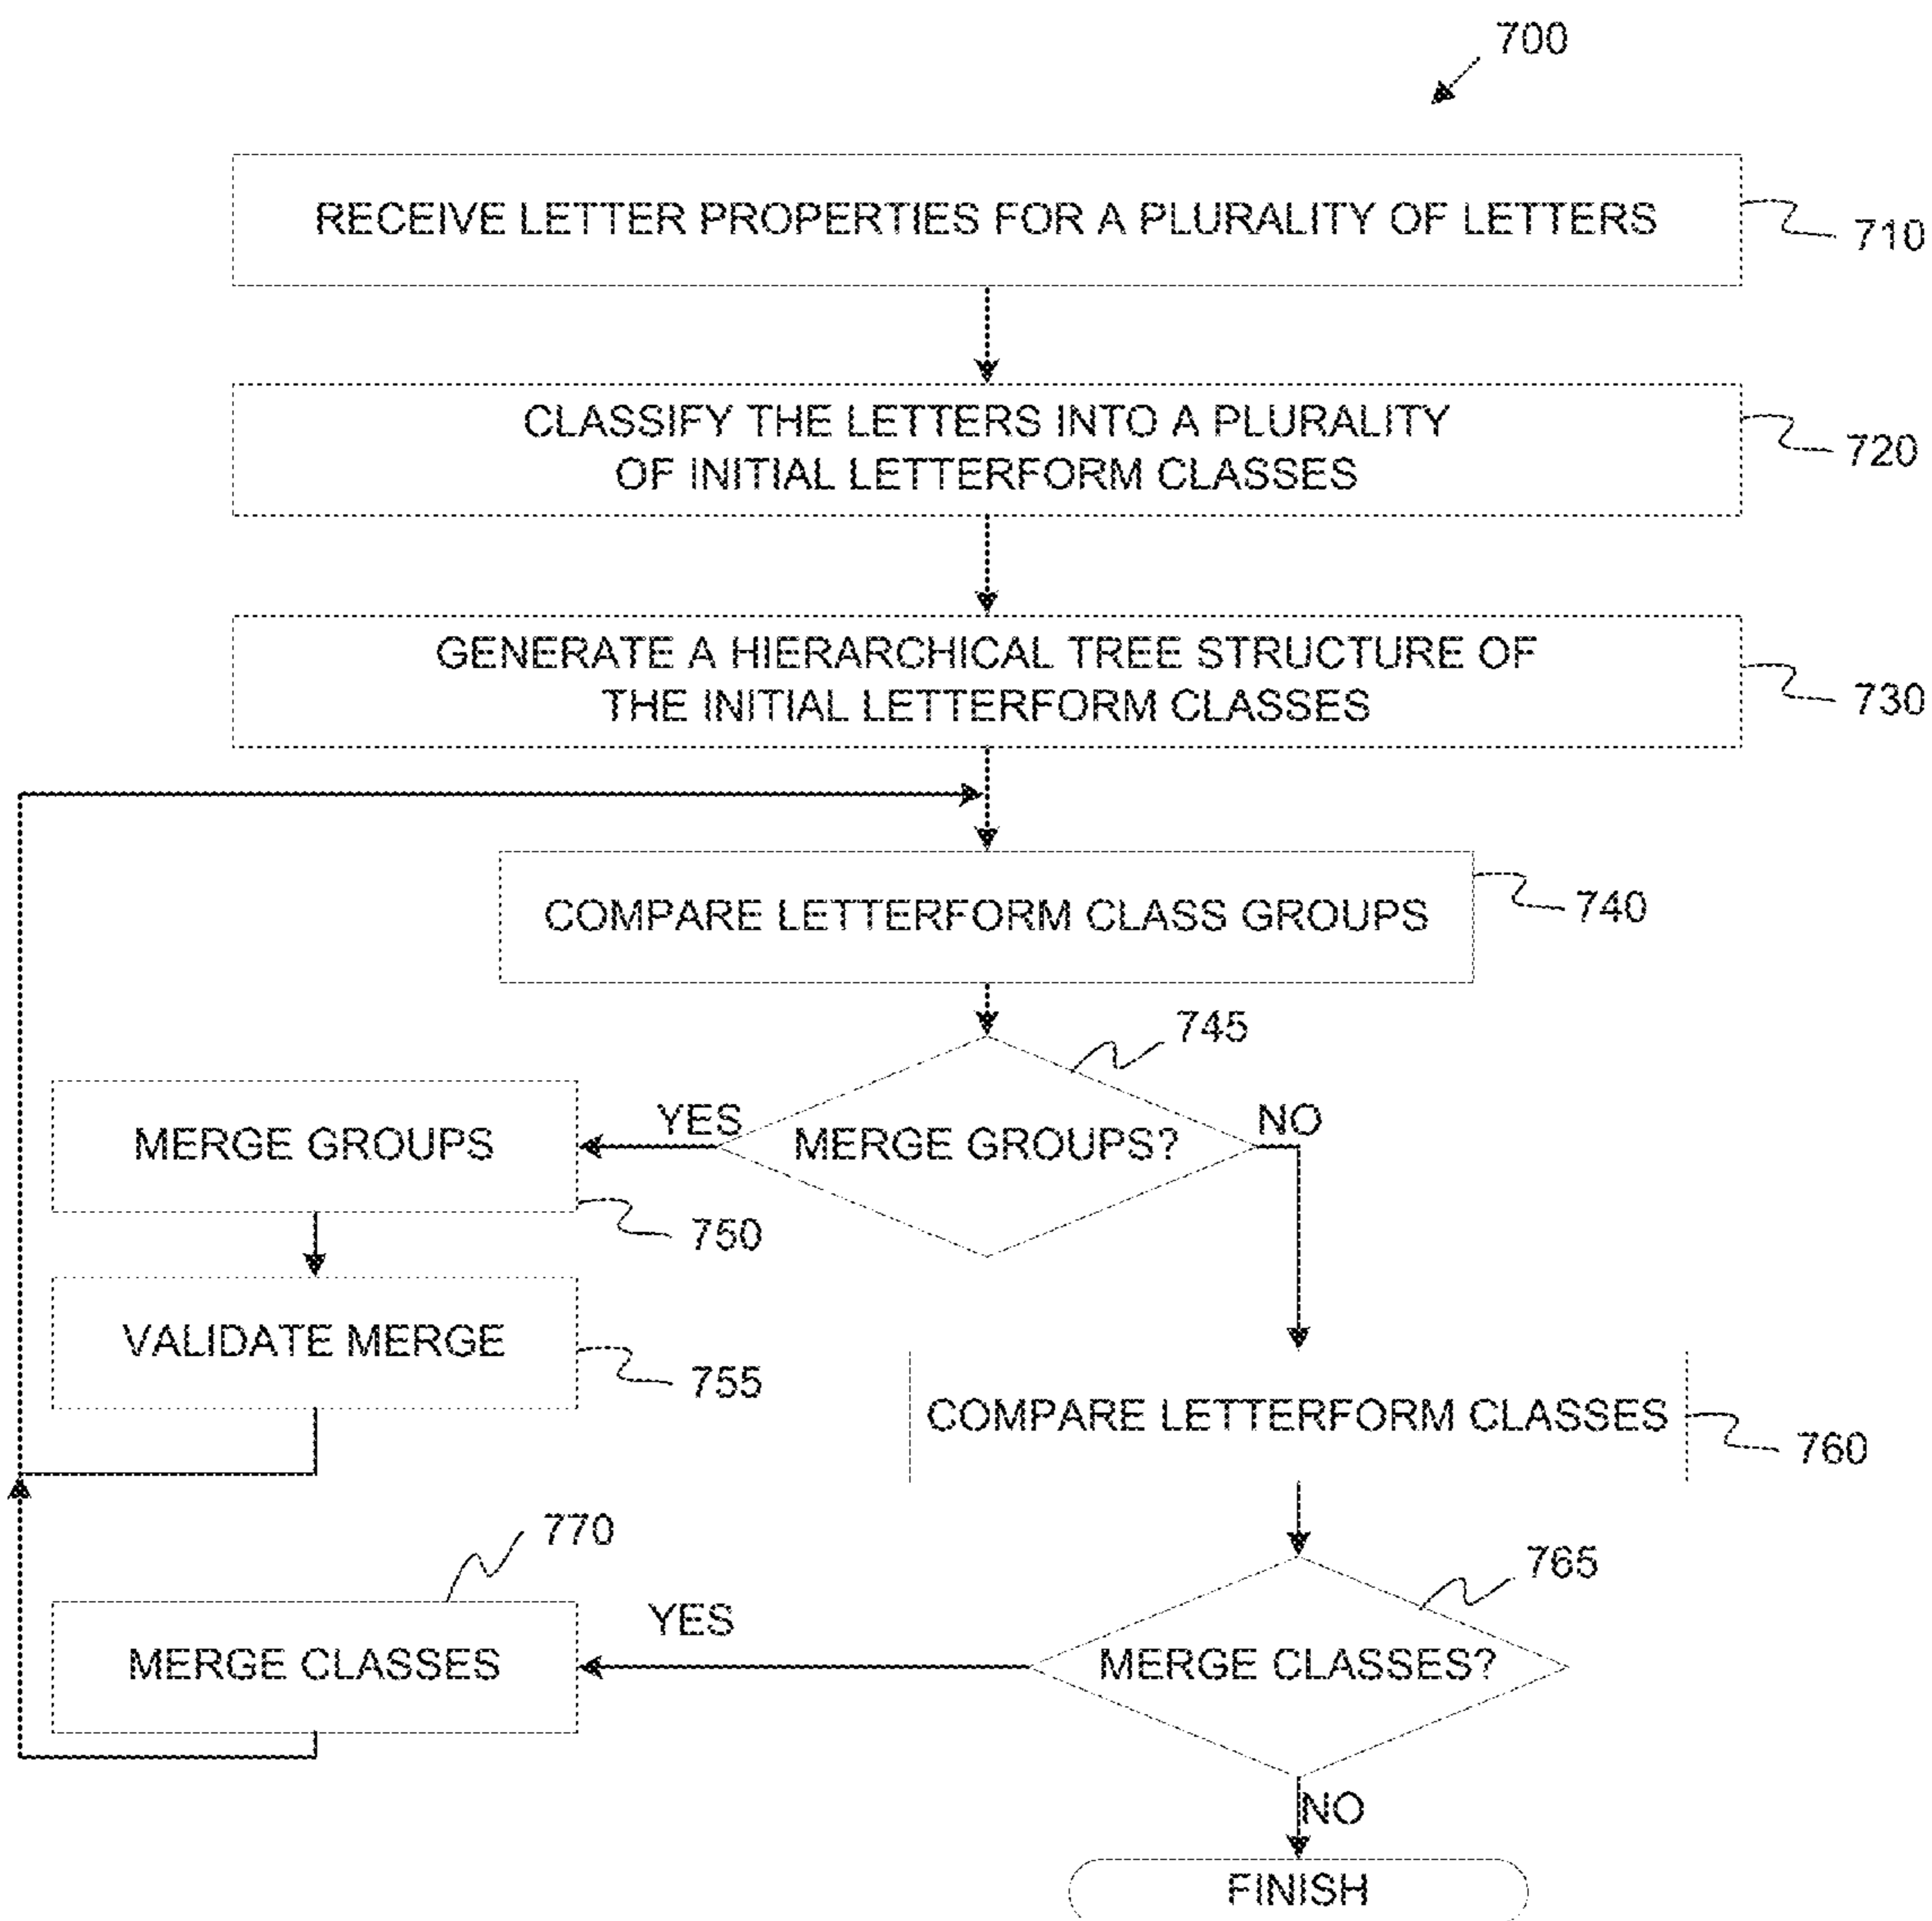 700
RECEIVE LETTER PROPERTIES FOR A PLURALITY OF LETTERS
710
CLASSIFY THE LETTERS INTO A PLURALITY
OF INITIAL LETTERFORM CLASSES
720
GENERATE A HIERARCHICAL TREE STRUCTURE OF
THE INITIAL LETTERFORM CLASSES
730
COMPARE LETTERFORM CLASS GROUPS
740
745
MERGE GROUPS?
YES
NO
MERGE GROUPS
750
VALIDATE MERGE
755
COMPARE LETTERFORM CLASSES
760
765
MERGE CLASSES?
YES
770
MERGE CLASSES
NO
FINISH